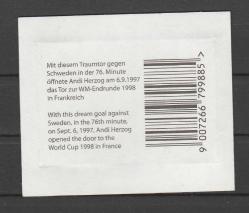 Mit diesem Traumtor gegen
Schweden in der 76. Minute
öffnete Andi Herzog am 6.9.1997
das Tor zur WM-Endrunde 1998
in Frankreich
With this dream goal against
Sweden, in the 76th minute,
on Sept. 6, 1997, Andi Herzog
opened the door to the
World Cup 1998 in France
9 007266 799885 >